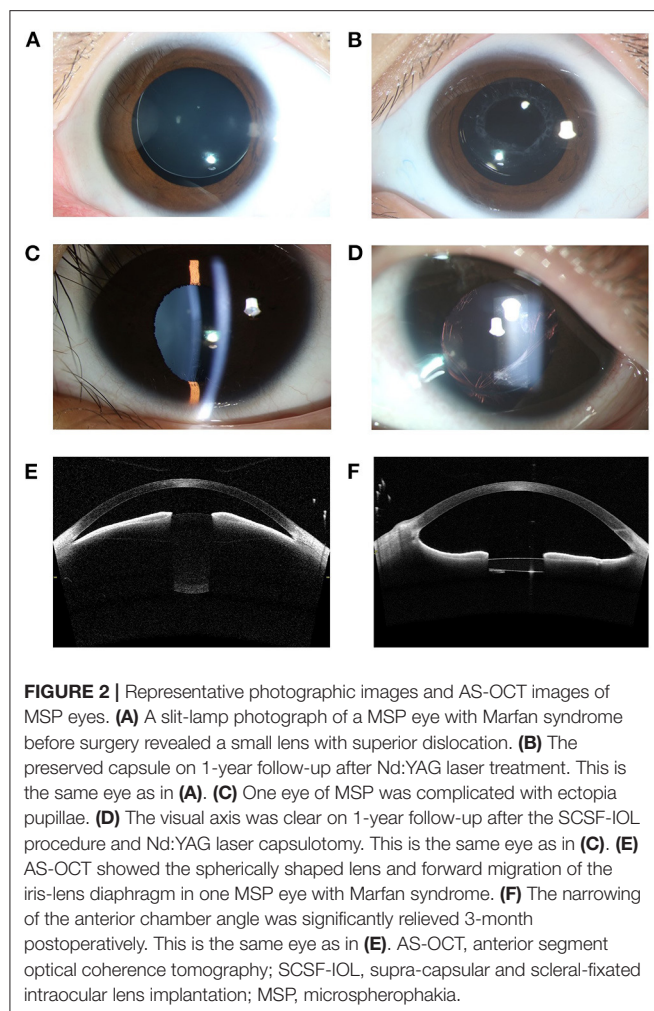 A
B
C
D
E
F
FIGURE 2 | Representative photographic images and AS-OCT images of
MSP eyes. (A) A slit-lamp photograph of a MSP eye with Marfan syndrome
before surgery revealed a small lens with superior dislocation. (B) The
preserved capsule on 1-year follow-up after Nd:YAG laser treatment. This is
the same eye as in (A). (C) One eye of MSP was complicated with ectopia
pupillae. (D) The visual axis was clear on 1-year follow-up after the SCSF-IOL
procedure and Nd:YAG laser capsulotomy. This is the same eye as in (C). (E)
AS-OCT showed the spherically shaped lens and forward migration of the
iris-lens diaphragm in one MSP eye with Marfan syndrome. (F) The narrowing
of the anterior chamber angle was significantly relieved 3-month
postoperatively. This is the same eye as in (E). AS-OCT, anterior segment
optical coherence tomography; SCSF-IOL, supra-capsular and scleral-fixated
intraocular lens implantation; MSP, microspherophakia.